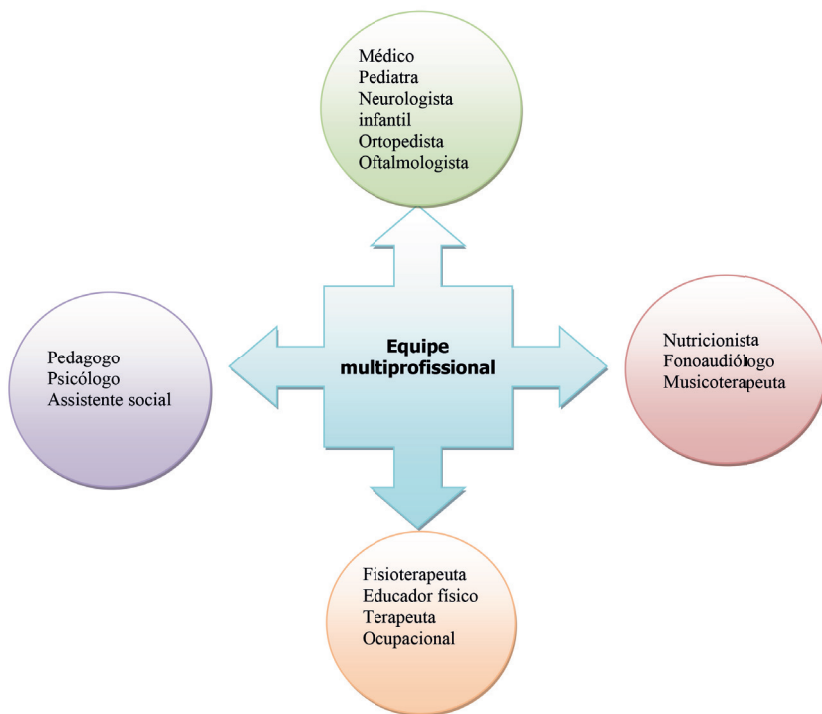 Médico
Pediatra
Neurologista
infantil
Ortopedista
Oftalmologista
Equipe
multiprofissional
Pedagogo
Psicólogo
Assistente social
Nutricionista
Fonoaudiólogo
Musicoterapeuta
Fisioterapeuta
Educador físico
Terapeuta
Ocupacional